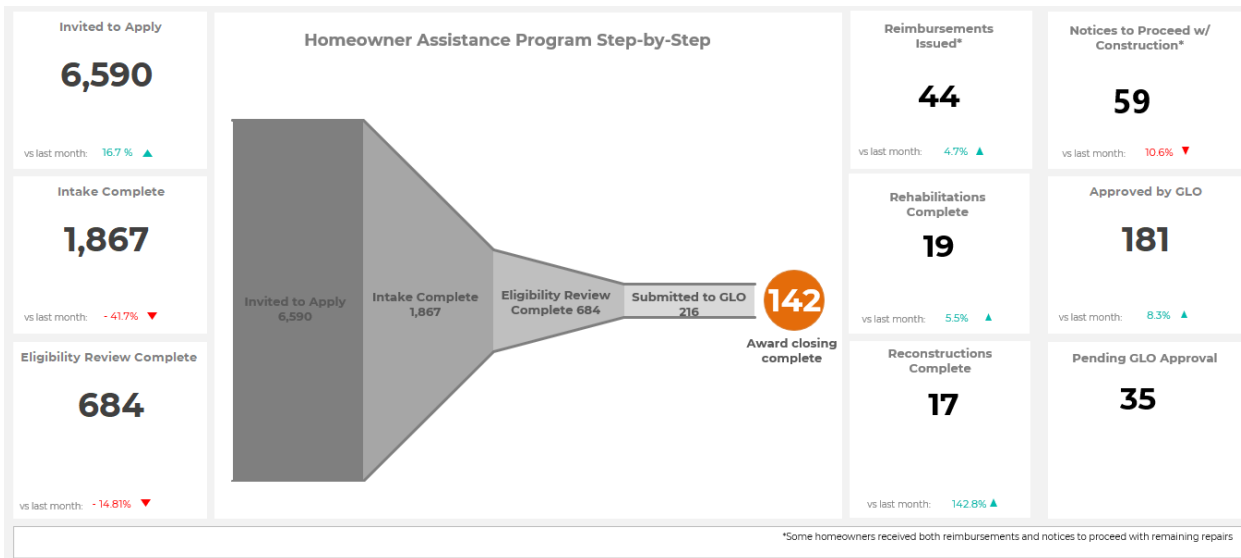 Invited to Apply
6,590
vs last month: 16.7 %
Intake Complete
1,867
vs last month: - 41.7%
Eligibility Review Complete
684
vs last month: - 14.81%
Homeowner Assistance Program Step-by-Step
Invited to Apply
6,590
Intake Complete
1,867
Eligibility Review
Complete 684
Submitted to GLO
216
142
Award closing
complete
Reimbursements
Issued*
44
vs last month: 4.7%
Notices to Proceed w/
Construction*
59
vs last month: 10.6%
Rehabilitations
Complete
19
vs last month: 5.5%
Approved by GLO
181
vs last month: 8.3%
Reconstructions
Complete
17
vs last month: 142.8%
Pending GLO Approval
35
*Some homeowners received both reimbursements and notices to proceed with remaining repairs